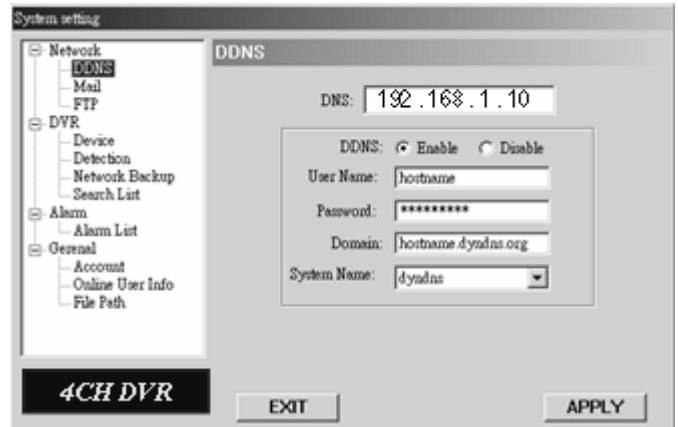 System setting
Network
DDNS
Mail
FTP
DVR
Device
Detection
Network Backup
Search List
Alarm
Alarm List
Gerenal
Account
Online User Info
File Path
4CH DVR
DDNS
DNS: 192.168.1.10
DDNS: Enable Disable
User Name: hostname
Password: *********
Domain: hostname.dyndns.org
System Name: dyndns
EXIT APPLY